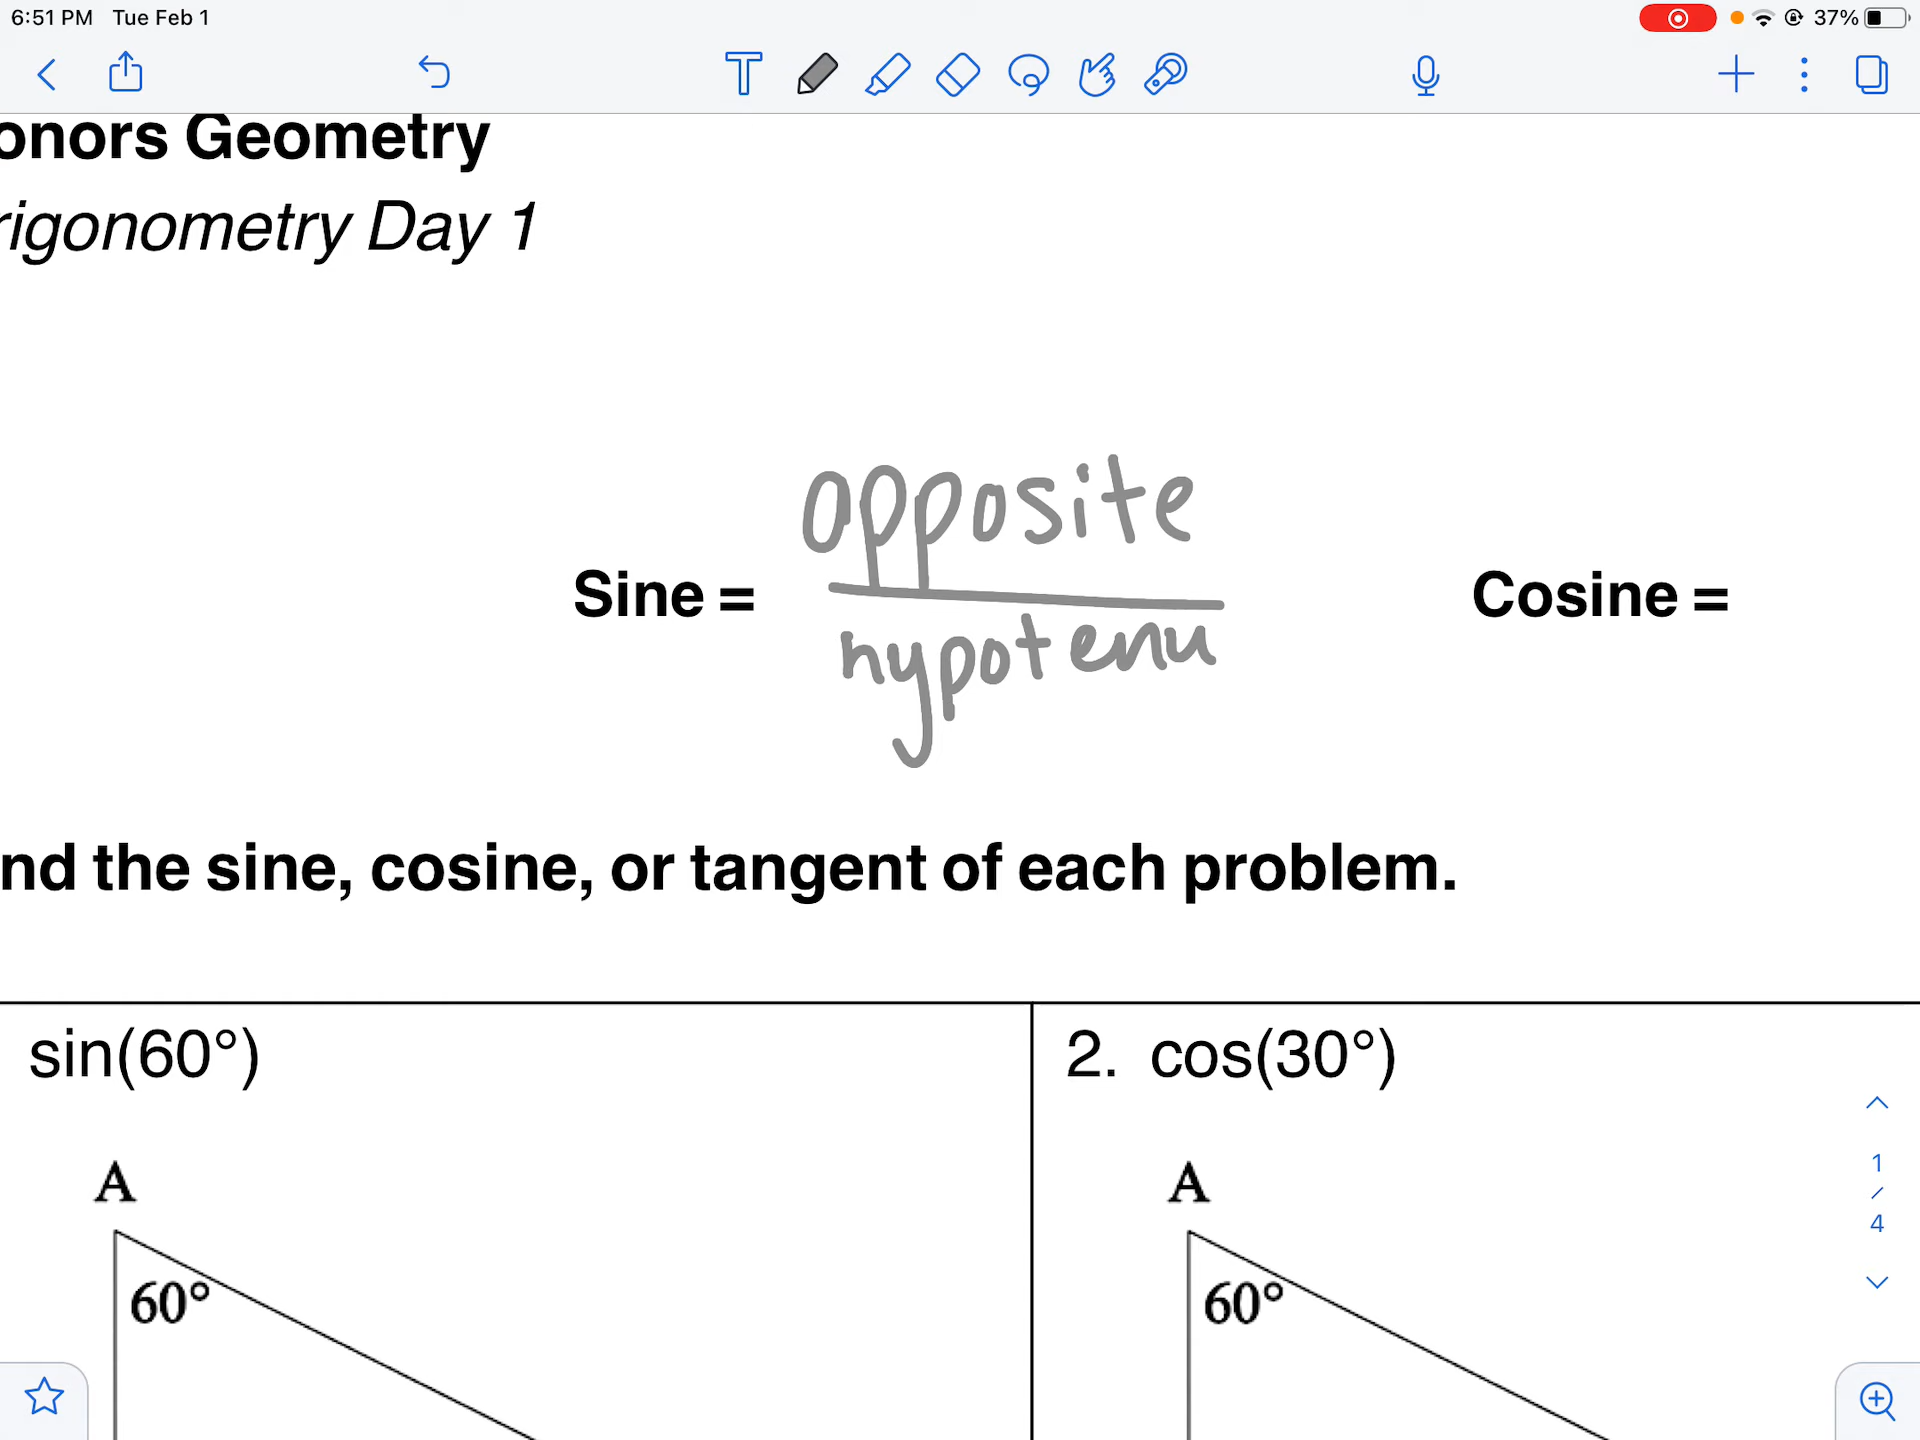 6:51 PM Tue Feb 1
37%
onors Geometry
rigonometry Day 1
opposite
Sine =
hypotenu
Cosine =
nd the sine, cosine, or tangent of each problem.
sin(60°)
2. cos(30°)
A
60°
A
60°
1
/
4